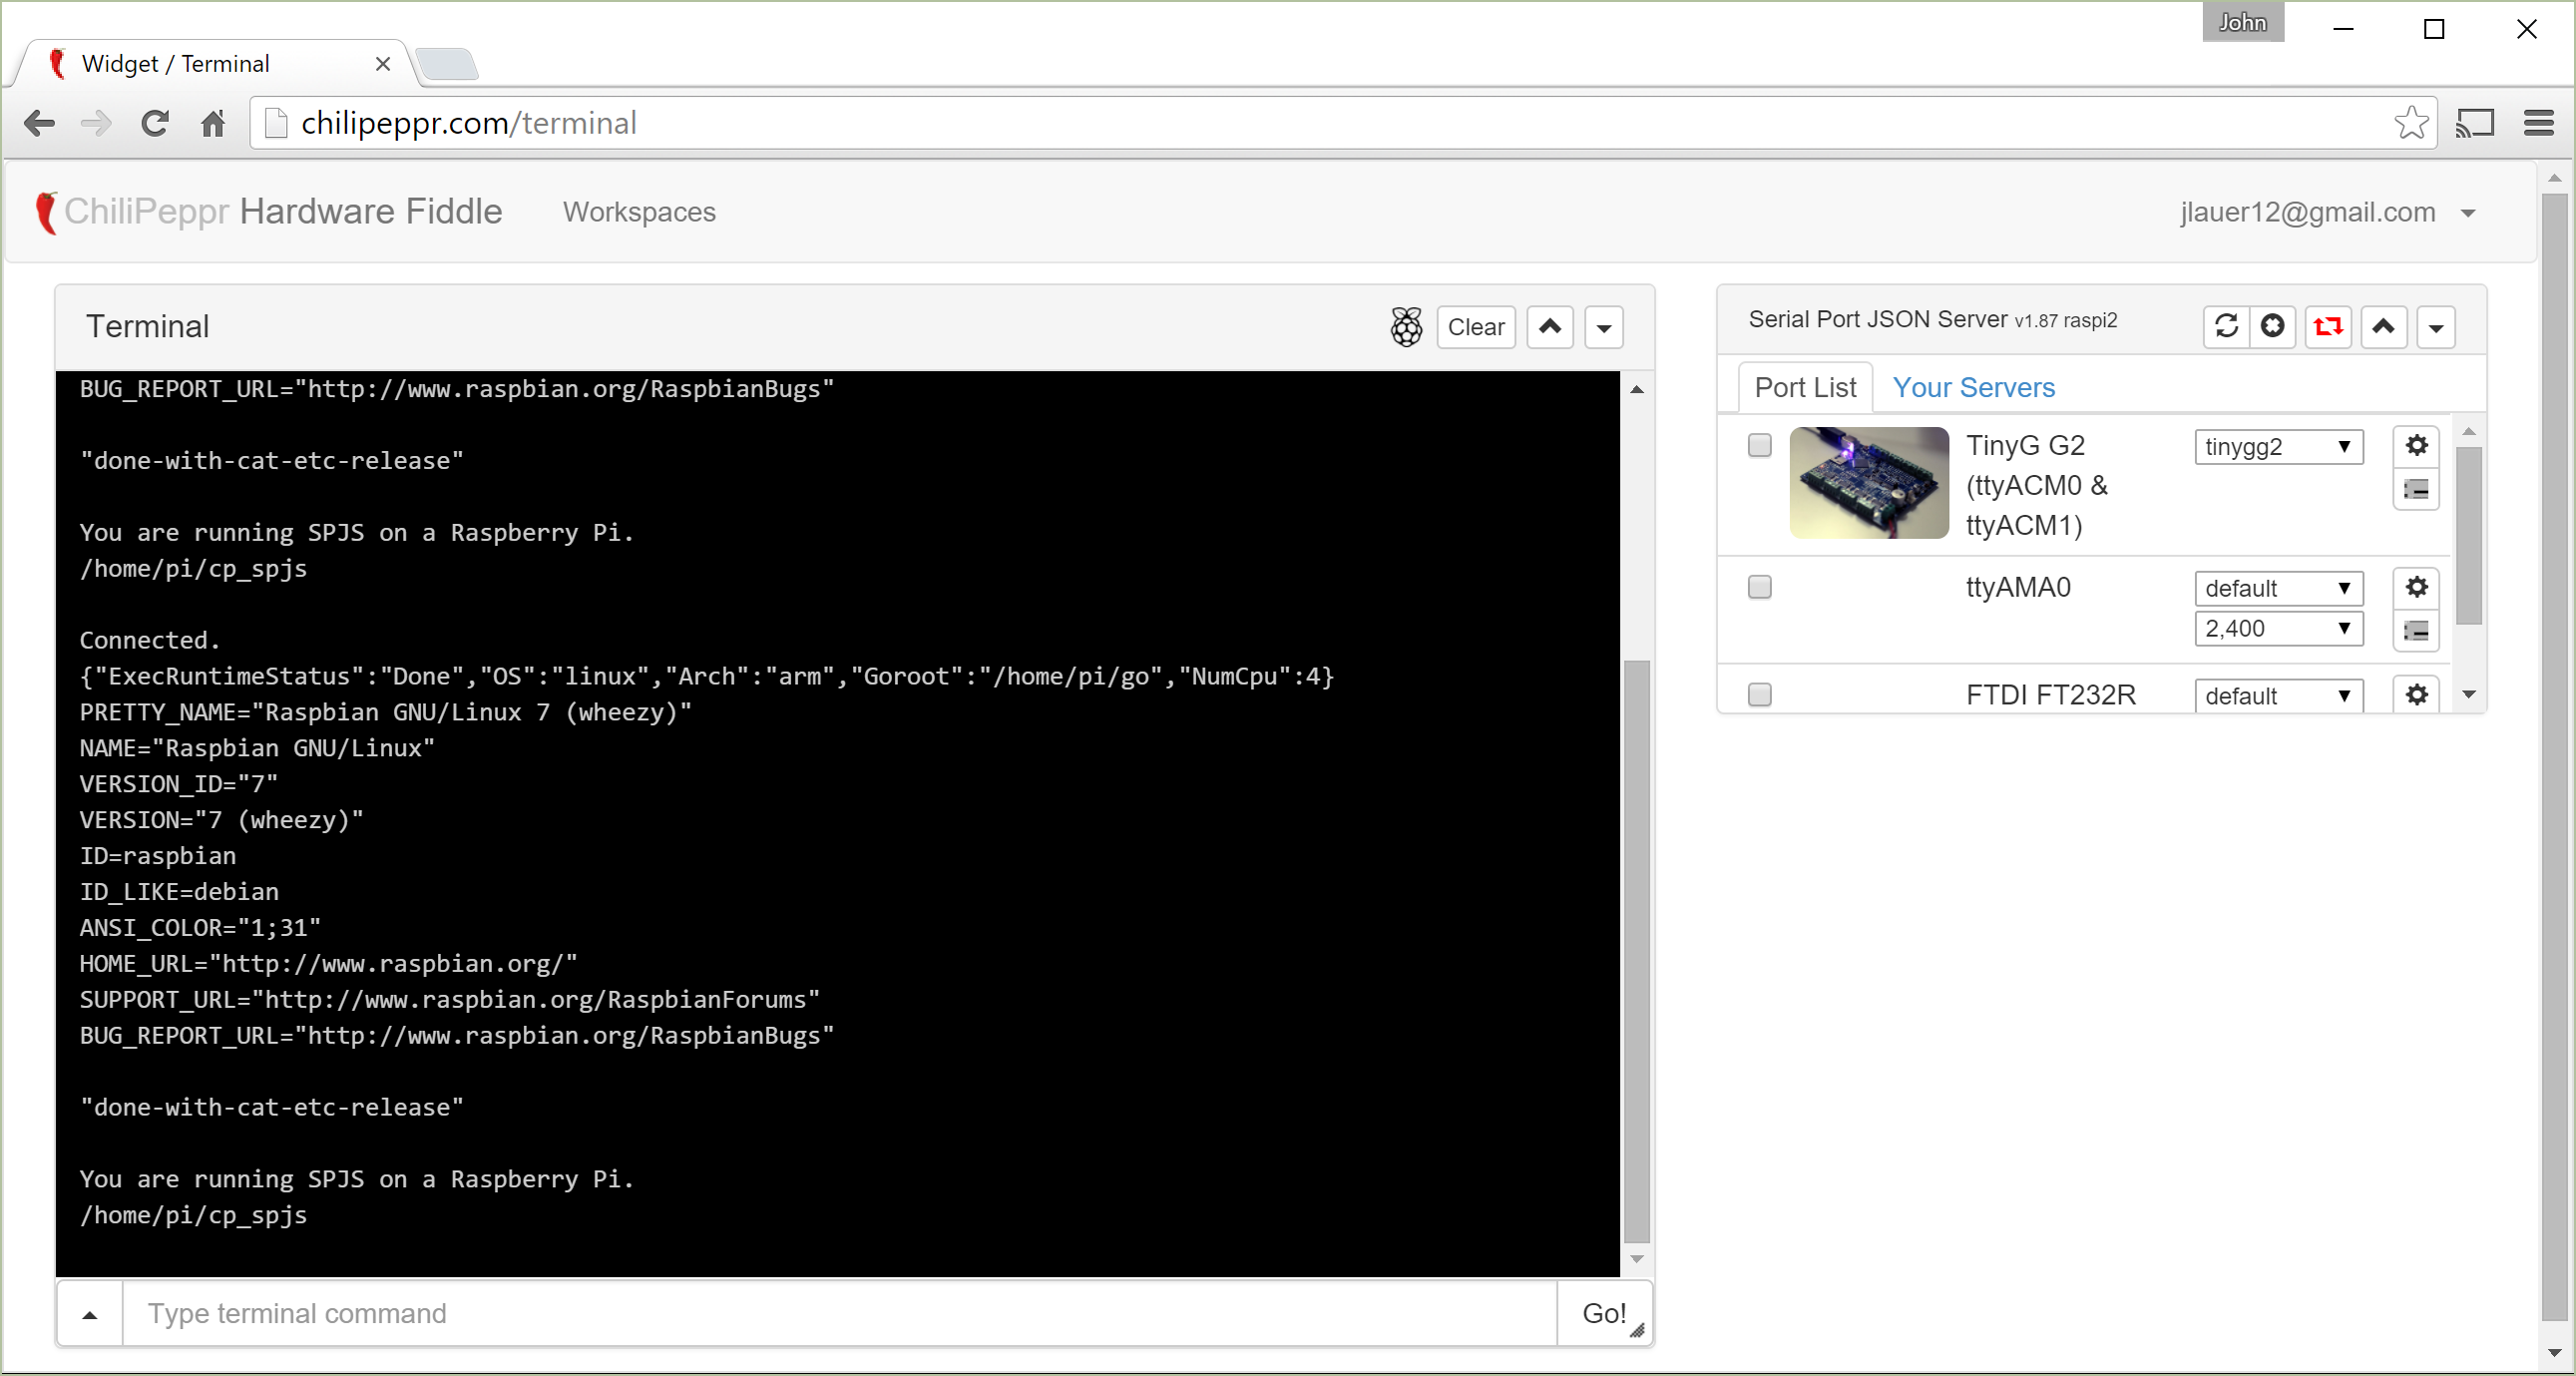 John
Widget / Terminal
chilipeppr.com/terminal
ChiliPeppr Hardware Fiddle
Workspaces
jlauer12@gmail.com
Terminal
Clear
BUG_REPORT_URL="http://www.raspbian.org/RaspbianBugs"
"done-with-cat-etc-release"
You are running SPJS on a Raspberry Pi.
/home/pi/cp_spjs
Connected.
{"ExecRuntimeStatus":"Done","OS":"linux","Arch":"arm","Goroot":"/home/pi/go","NumCpu":4}
PRETTY_NAME="Raspbian GNU/Linux 7 (wheezy)"
NAME="Raspbian GNU/Linux"
VERSION_ID="7"
VERSION="7 (wheezy)"
ID=raspbian
ID_LIKE=debian
ANSI_COLOR="1;31"
HOME_URL="http://www.raspbian.org/"
SUPPORT_URL="http://www.raspbian.org/RaspbianForums"
BUG_REPORT_URL="http://www.raspbian.org/RaspbianBugs"
"done-with-cat-etc-release"
You are running SPJS on a Raspberry Pi.
/home/pi/cp_spjs
Type terminal command
Go!
Serial Port JSON Server v1.87 raspi2
Port List
Your Servers
TinyG G2
(ttyACM0 &
ttyACM1)
tinygg2
ttyAMA0
default
2,400
FTDI FT232R
default